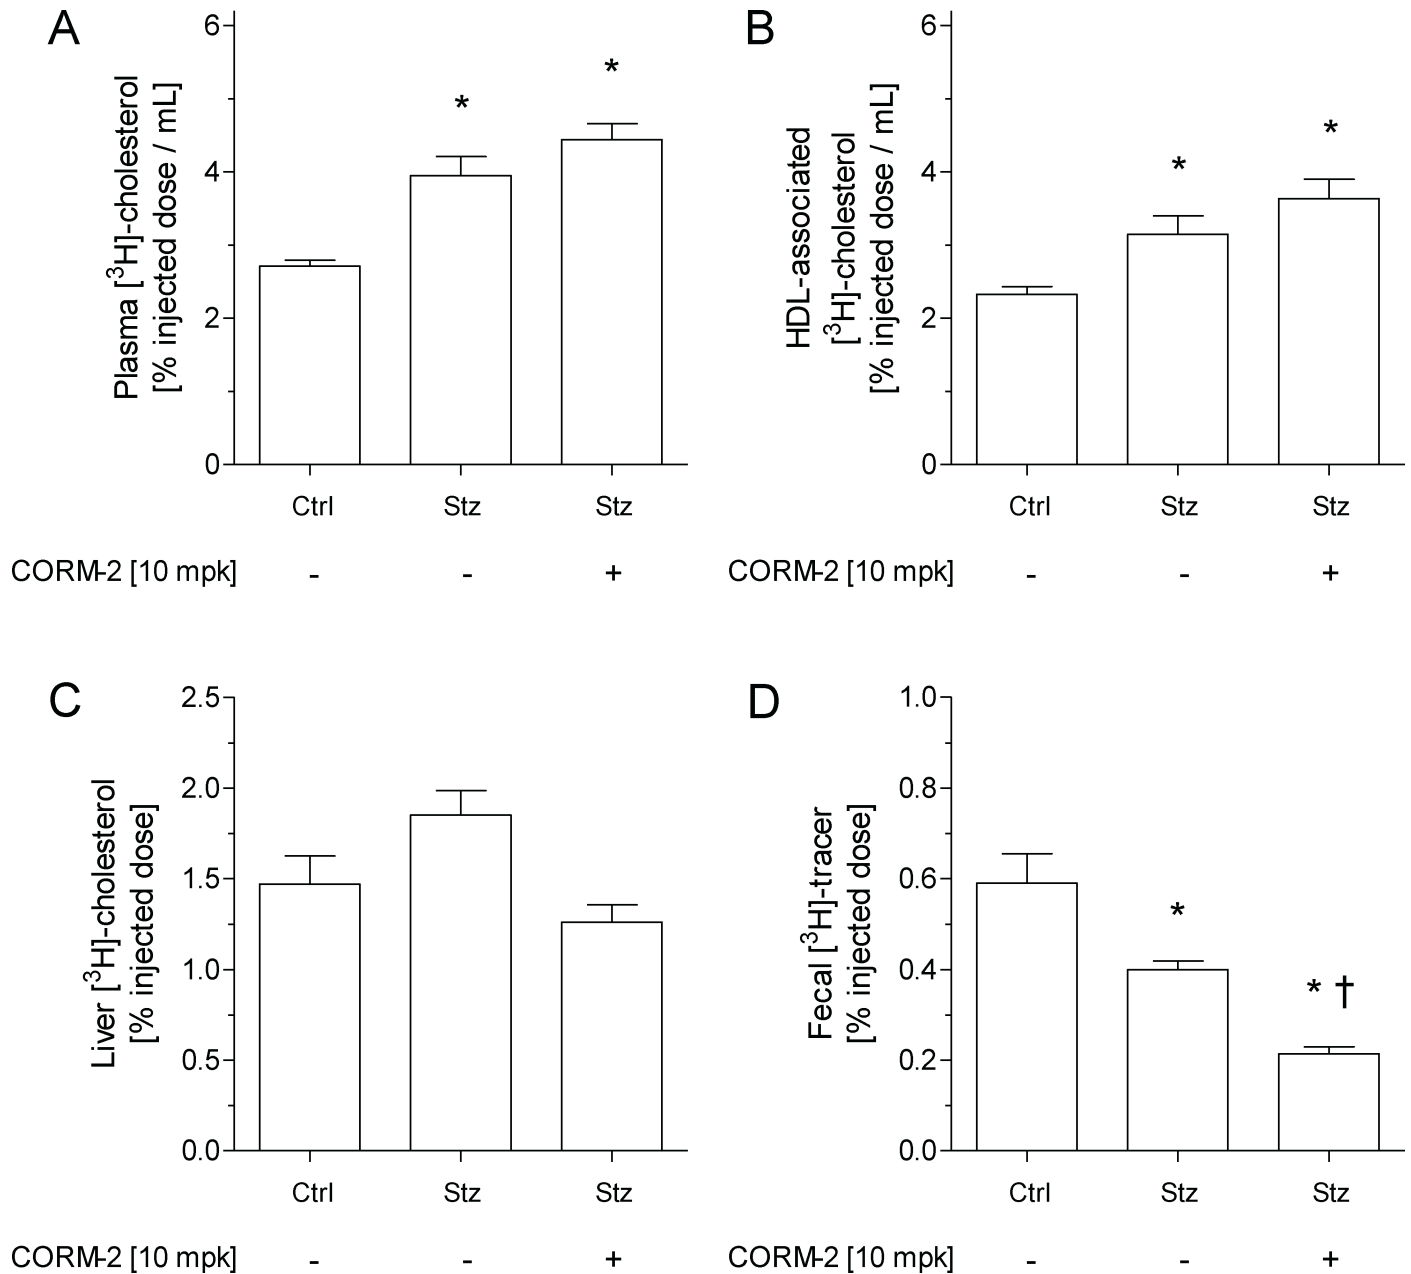 A
Plasma [³H]-cholesterol
[% injected dose / mL]
6
4
2
0
*
*
Ctrl
Stz
Stz
CORM-2 [10 mpk]
-
-
+
B
HDL-associated
[³H]-cholesterol
[% injected dose / mL]
6
4
2
0
*
*
Ctrl
Stz
Stz
CORM-2 [10 mpk]
-
-
+
C
Liver [³H]-cholesterol
[% injected dose]
2.5
2.0
1.5
1.0
0.5
0.0
Ctrl
Stz
Stz
CORM-2 [10 mpk]
-
-
+
D
Fecal [³H]-tracer
[% injected dose]
1.0
0.8
0.6
0.4
0.2
0.0
*
* †
Ctrl
Stz
Stz
CORM-2 [10 mpk]
-
-
+